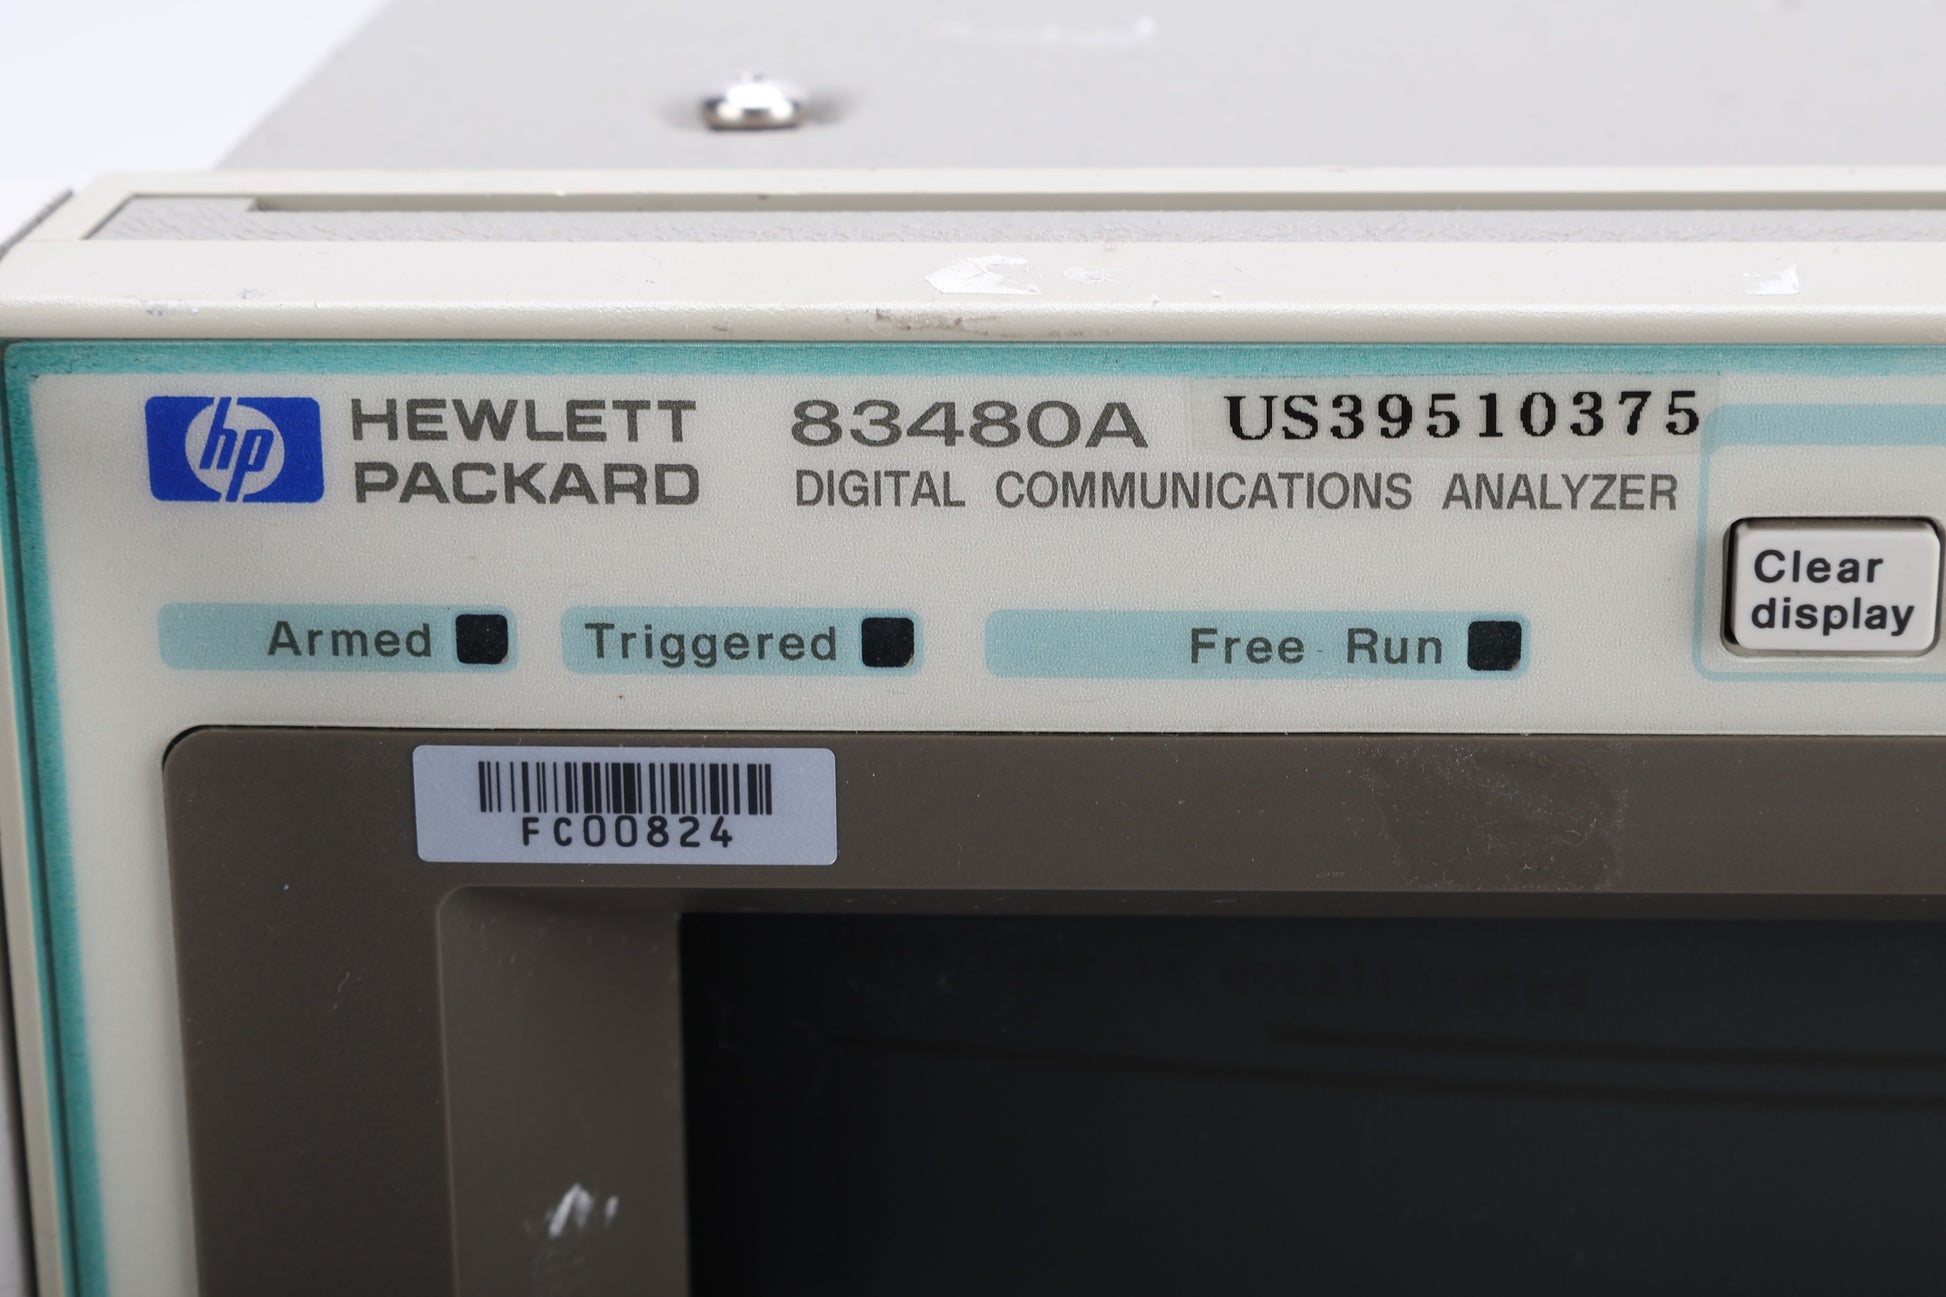 hp HEWLETT PACKARD
83480A US39510375
DIGITAL COMMUNICATIONS ANALYZER
Clear display
Armed Triggered Free Run
FC00824